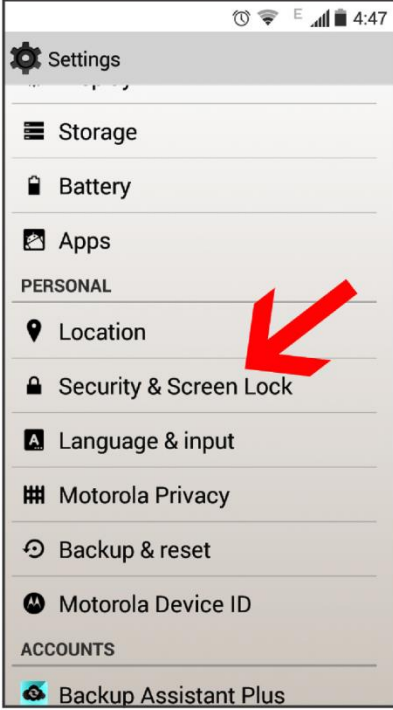 E 4:47
Settings
Storage
Battery
Apps
PERSONAL
Location
Security & Screen Lock
Language & input
Motorola Privacy
Backup & reset
Motorola Device ID
ACCOUNTS
Backup Assistant Plus